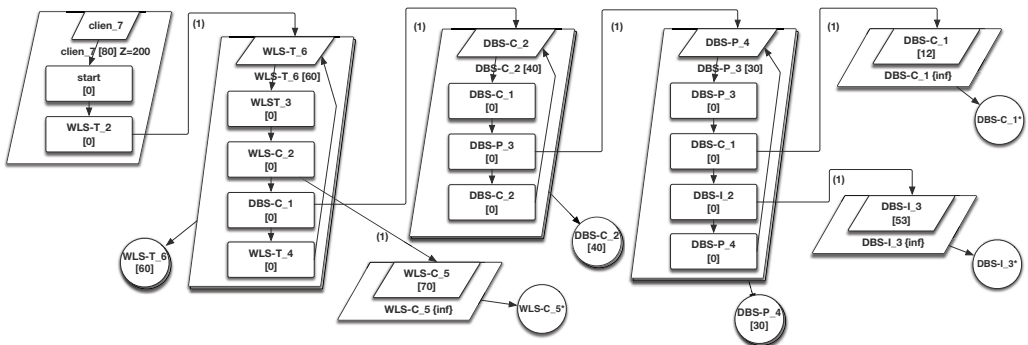 clien_7
clien_7 [80] Z=200
start
[0]
WLS-T_2
[0]
(1)
WLS-T_6
WLS-T_6 [60]
WLST_3
[0]
WLS-C_2
[0]
DBS-C_1
[0]
WLS-T_4
[0]
WLS-T_6
[60]
(1)
WLS-C_5
[70]
WLS-C_5 {inf}
WLS-C_5*
(1)
DBS-C_2
DBS-C_2 [40]
DBS-C_1
[0]
DBS-P_3
[0]
DBS-C_2
[0]
DBS-C_2
[40]
(1)
DBS-P_4
DBS-P_3 [30]
DBS-P_3
[0]
DBS-C_1
[0]
DBS-I_2
[0]
DBS-P_4
[0]
DBS-P_4
[30]
(1)
DBS-C_1
[12]
DBS-C_1 {inf}
DBS-C_1*
(1)
DBS-I_3
[53]
DBS-I_3 {inf}
DBS-I_3*